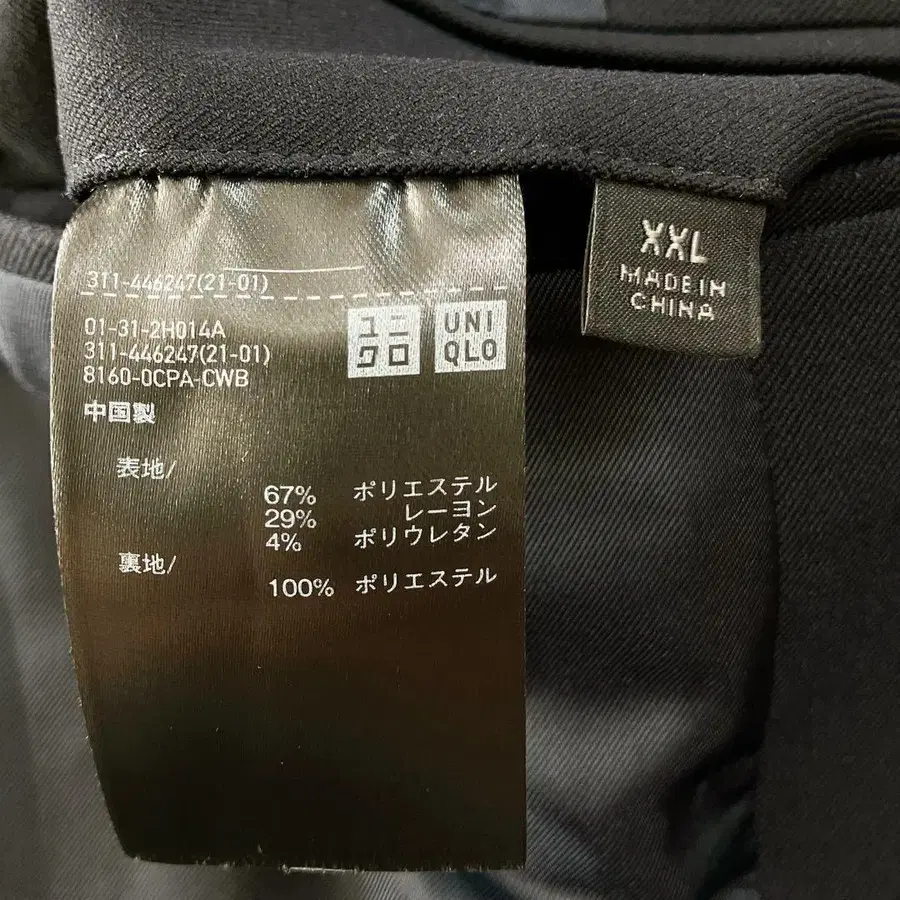 311-446247(21-01)
01-31-2H014A
311-446247(21-01)
8160-0CPA-CWB
中国製
ユニ
クロ
UNI
QLO
表地/
67% ポリエステル
29% レーヨン
4% ポリウレタン
裏地/
100% ポリエステル
XXL
MADE IN
CHINA